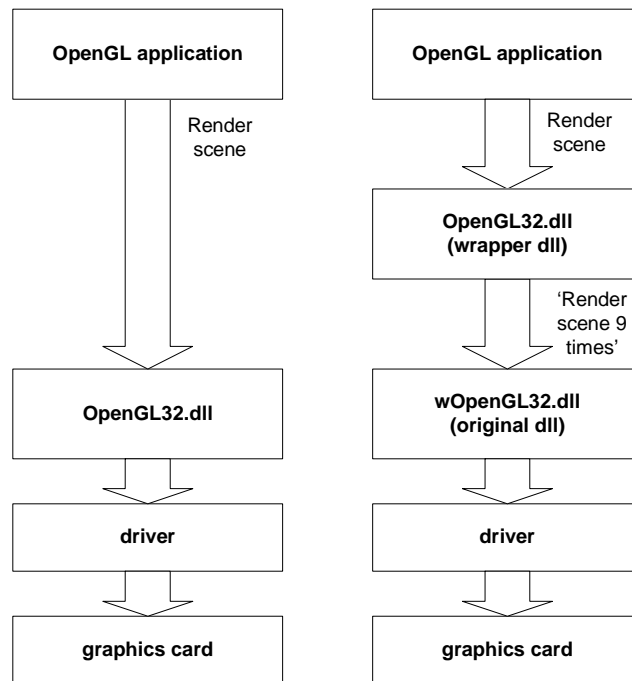 OpenGL application
Render
scene
OpenGL32.dll
driver
graphics card
OpenGL application
Render
scene
OpenGL32.dll
(wrapper dll)
‘Render
scene 9
times’
wOpenGL32.dll
(original dll)
driver
graphics card